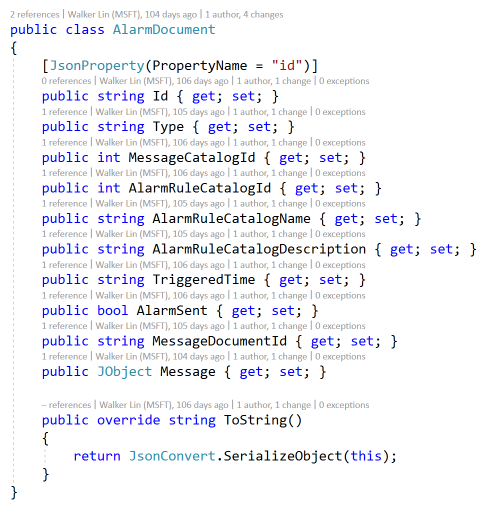 2 references | Walker Lin (MSFT), 104 days ago | 1 author, 4 changes
public class AlarmDocument
{
[JsonProperty(PropertyName = "id")]
0 references | Walker Lin (MSFT), 106 days ago | 1 author, 1 change | 0 exceptions
public string Id { get; set; }
1 reference | Walker Lin (MSFT), 105 days ago | 1 author, 1 change | 0 exceptions
public string Type { get; set; }
1 reference | Walker Lin (MSFT), 106 days ago | 1 author, 1 change | 0 exceptions
public int MessageCatalogId { get; set; }
1 reference | Walker Lin (MSFT), 106 days ago | 1 author, 1 change | 0 exceptions
public int AlarmRuleCatalogId { get; set; }
1 reference | Walker Lin (MSFT), 105 days ago | 1 author, 1 change | 0 exceptions
public string AlarmRuleCatalogName { get; set; }
1 reference | Walker Lin (MSFT), 105 days ago | 1 author, 1 change | 0 exceptions
public string AlarmRuleCatalogDescription { get; set; }
1 reference | Walker Lin (MSFT), 106 days ago | 1 author, 1 change | 0 exceptions
public string TriggeredTime { get; set; }
1 reference | Walker Lin (MSFT), 106 days ago | 1 author, 1 change | 0 exceptions
public bool AlarmSent { get; set; }
1 reference | Walker Lin (MSFT), 105 days ago | 1 author, 1 change | 0 exceptions
public string MessageDocumentId { get; set; }
1 reference | Walker Lin (MSFT), 104 days ago | 1 author, 1 change | 0 exceptions
public JObject Message { get; set; }
– references | Walker Lin (MSFT), 106 days ago | 1 author, 1 change | 0 exceptions
public override string ToString()
{
return JsonConvert.SerializeObject(this);
}
}